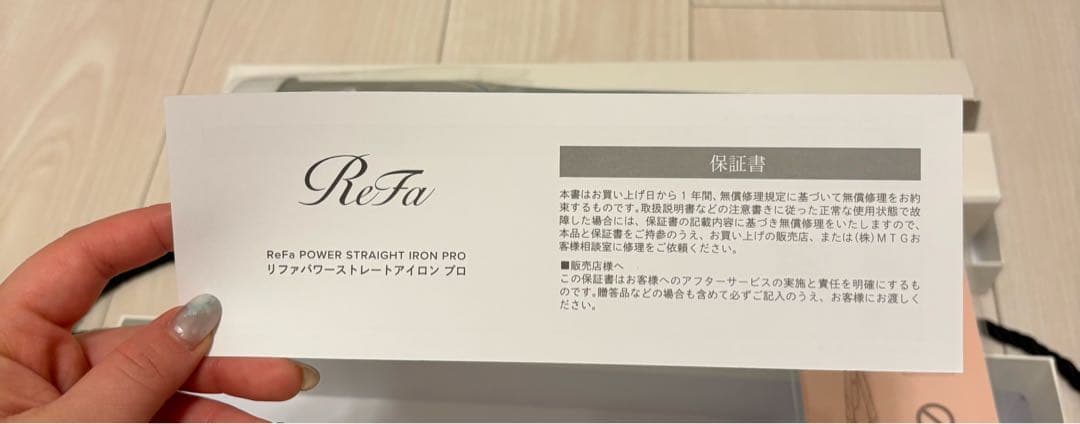 ReFa
ReFa POWER STRAIGHT IRON PRO
リファパワーストレートアイロン プロ
保証書
本書はお買い上げ日から1年間、無償修理規定に基づいて無償修理をお約
束するものです。取扱説明書などの注意書きに従った正常な使用状態で故
障した場合には、保証書の記載内容に基づき無償修理をいたしますので、
本品と保証書をご持参のうえ、お買い上げの販売店、または(株)MTGお
客様相談室に修理をご依頼ください。
■販売店様へ
この保証書はお客様へのアフターサービスの実施と責任を明確にするも
のです。贈答品などの場合も含めて必ずご記入のうえ、お客様にお渡しく
ださい。